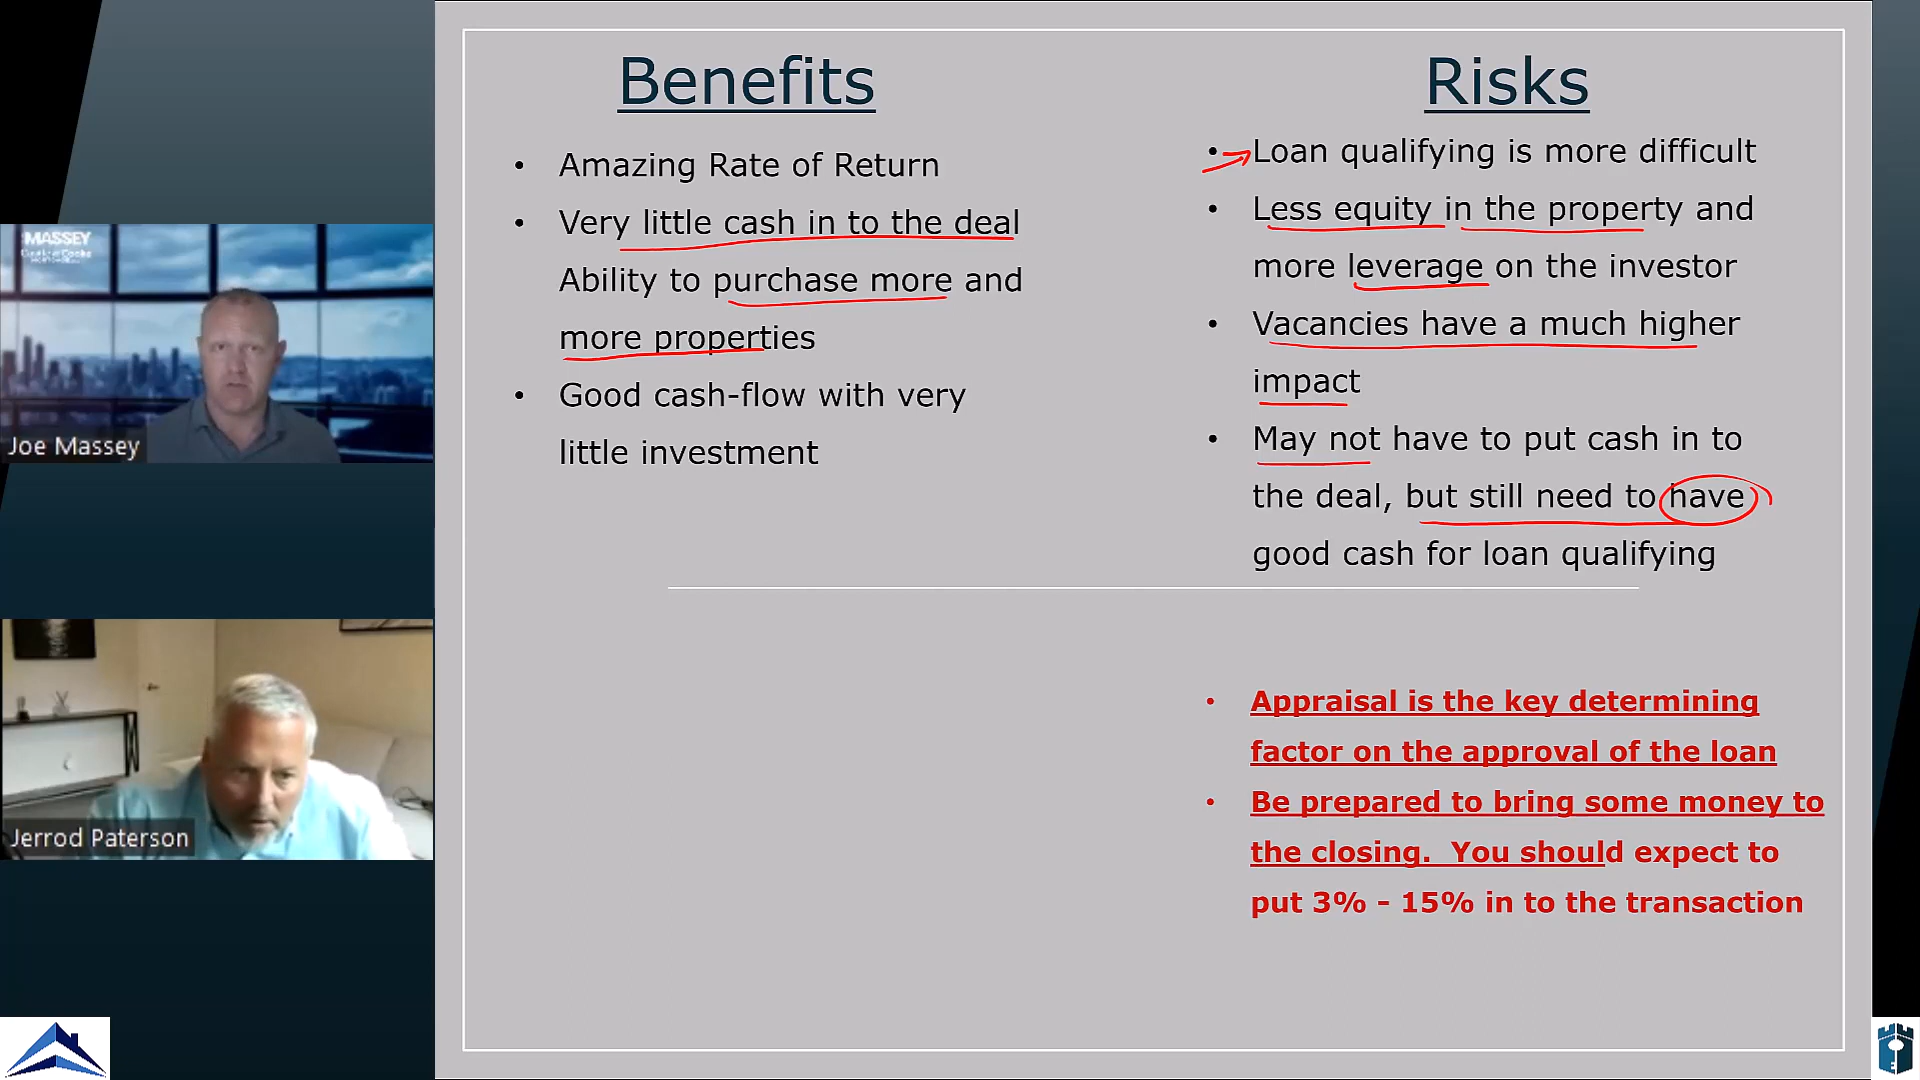 Benefits
Amazing Rate of Return
Very little cash in to the deal
Ability to purchase more and
more properties
Good cash-flow with very
little investment
Risks
Loan qualifying is more difficult
Less equity in the property and
more leverage on the investor
Vacancies have a much higher
impact
May not have to put cash in to
the deal, but still need to have
good cash for loan qualifying
Appraisal is the key determining
factor on the approval of the loan
Be prepared to bring some money to
the closing. You should expect to
put 3% - 15% in to the transaction
MASSEY
Joe Massey
Jerrod Paterson